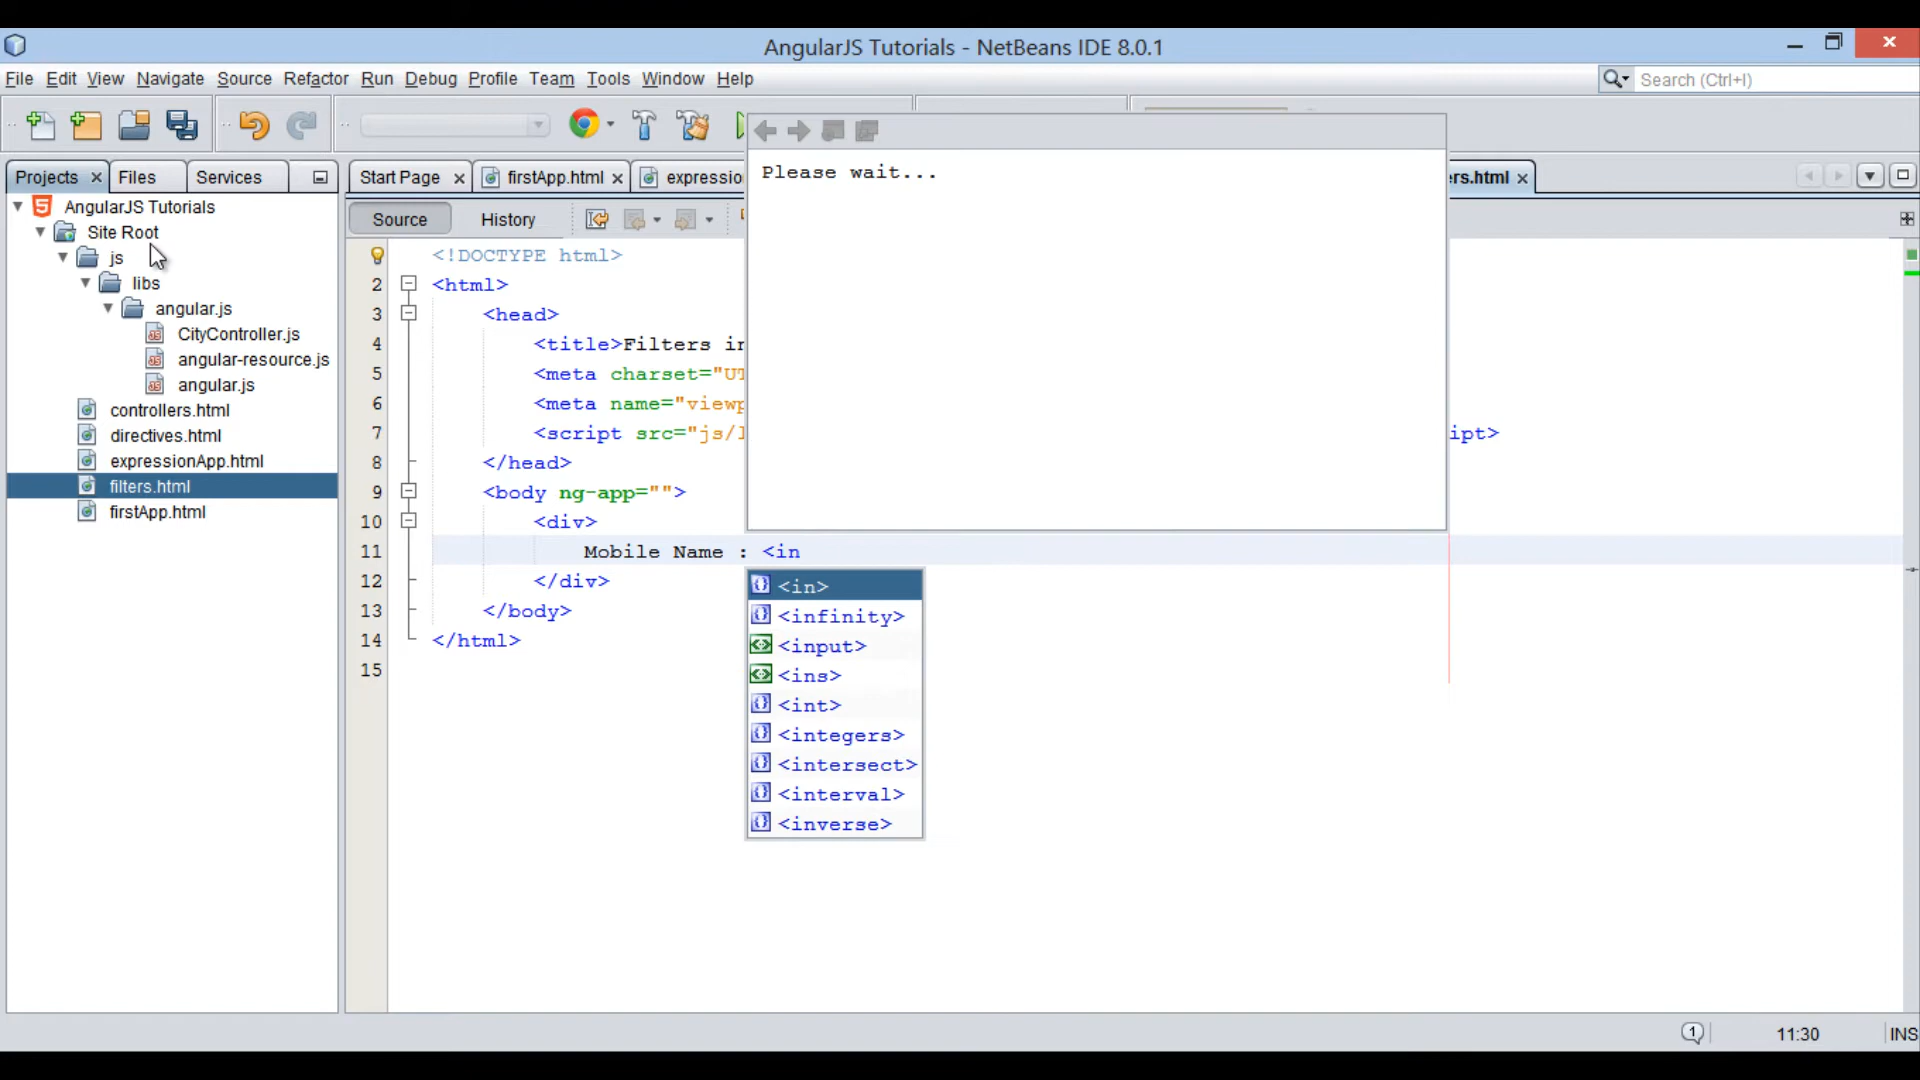 AngularJS Tutorials - NetBeans IDE 8.0.1
File Edit View Navigate Source Refactor Run Debug Profile Team Tools Window Help
Search (Ctrl+I)
Projects Files Services
Start Page firstApp.html expressio rs.html
Please wait...
Source History
AngularJS Tutorials
Site Root
js
libs
angular.js
CityController.js
angular-resource.js
angular.js
controllers.html
directives.html
expressionApp.html
filters.html
firstApp.html
<!DOCTYPE html>
2 <html>
3 <head>
4 <title>Filters in
5 <meta charset="UT
6 <meta name="viewp
7 <script src="js/l ipt>
8 </head>
9 <body ng-app="">
10 <div>
11 Mobile Name : <in
12 </div>
13 </body>
14 </html>
15
<in>
<infinity>
<input>
<ins>
<int>
<integers>
<intersect>
<interval>
<inverse>
1 11:30 INS